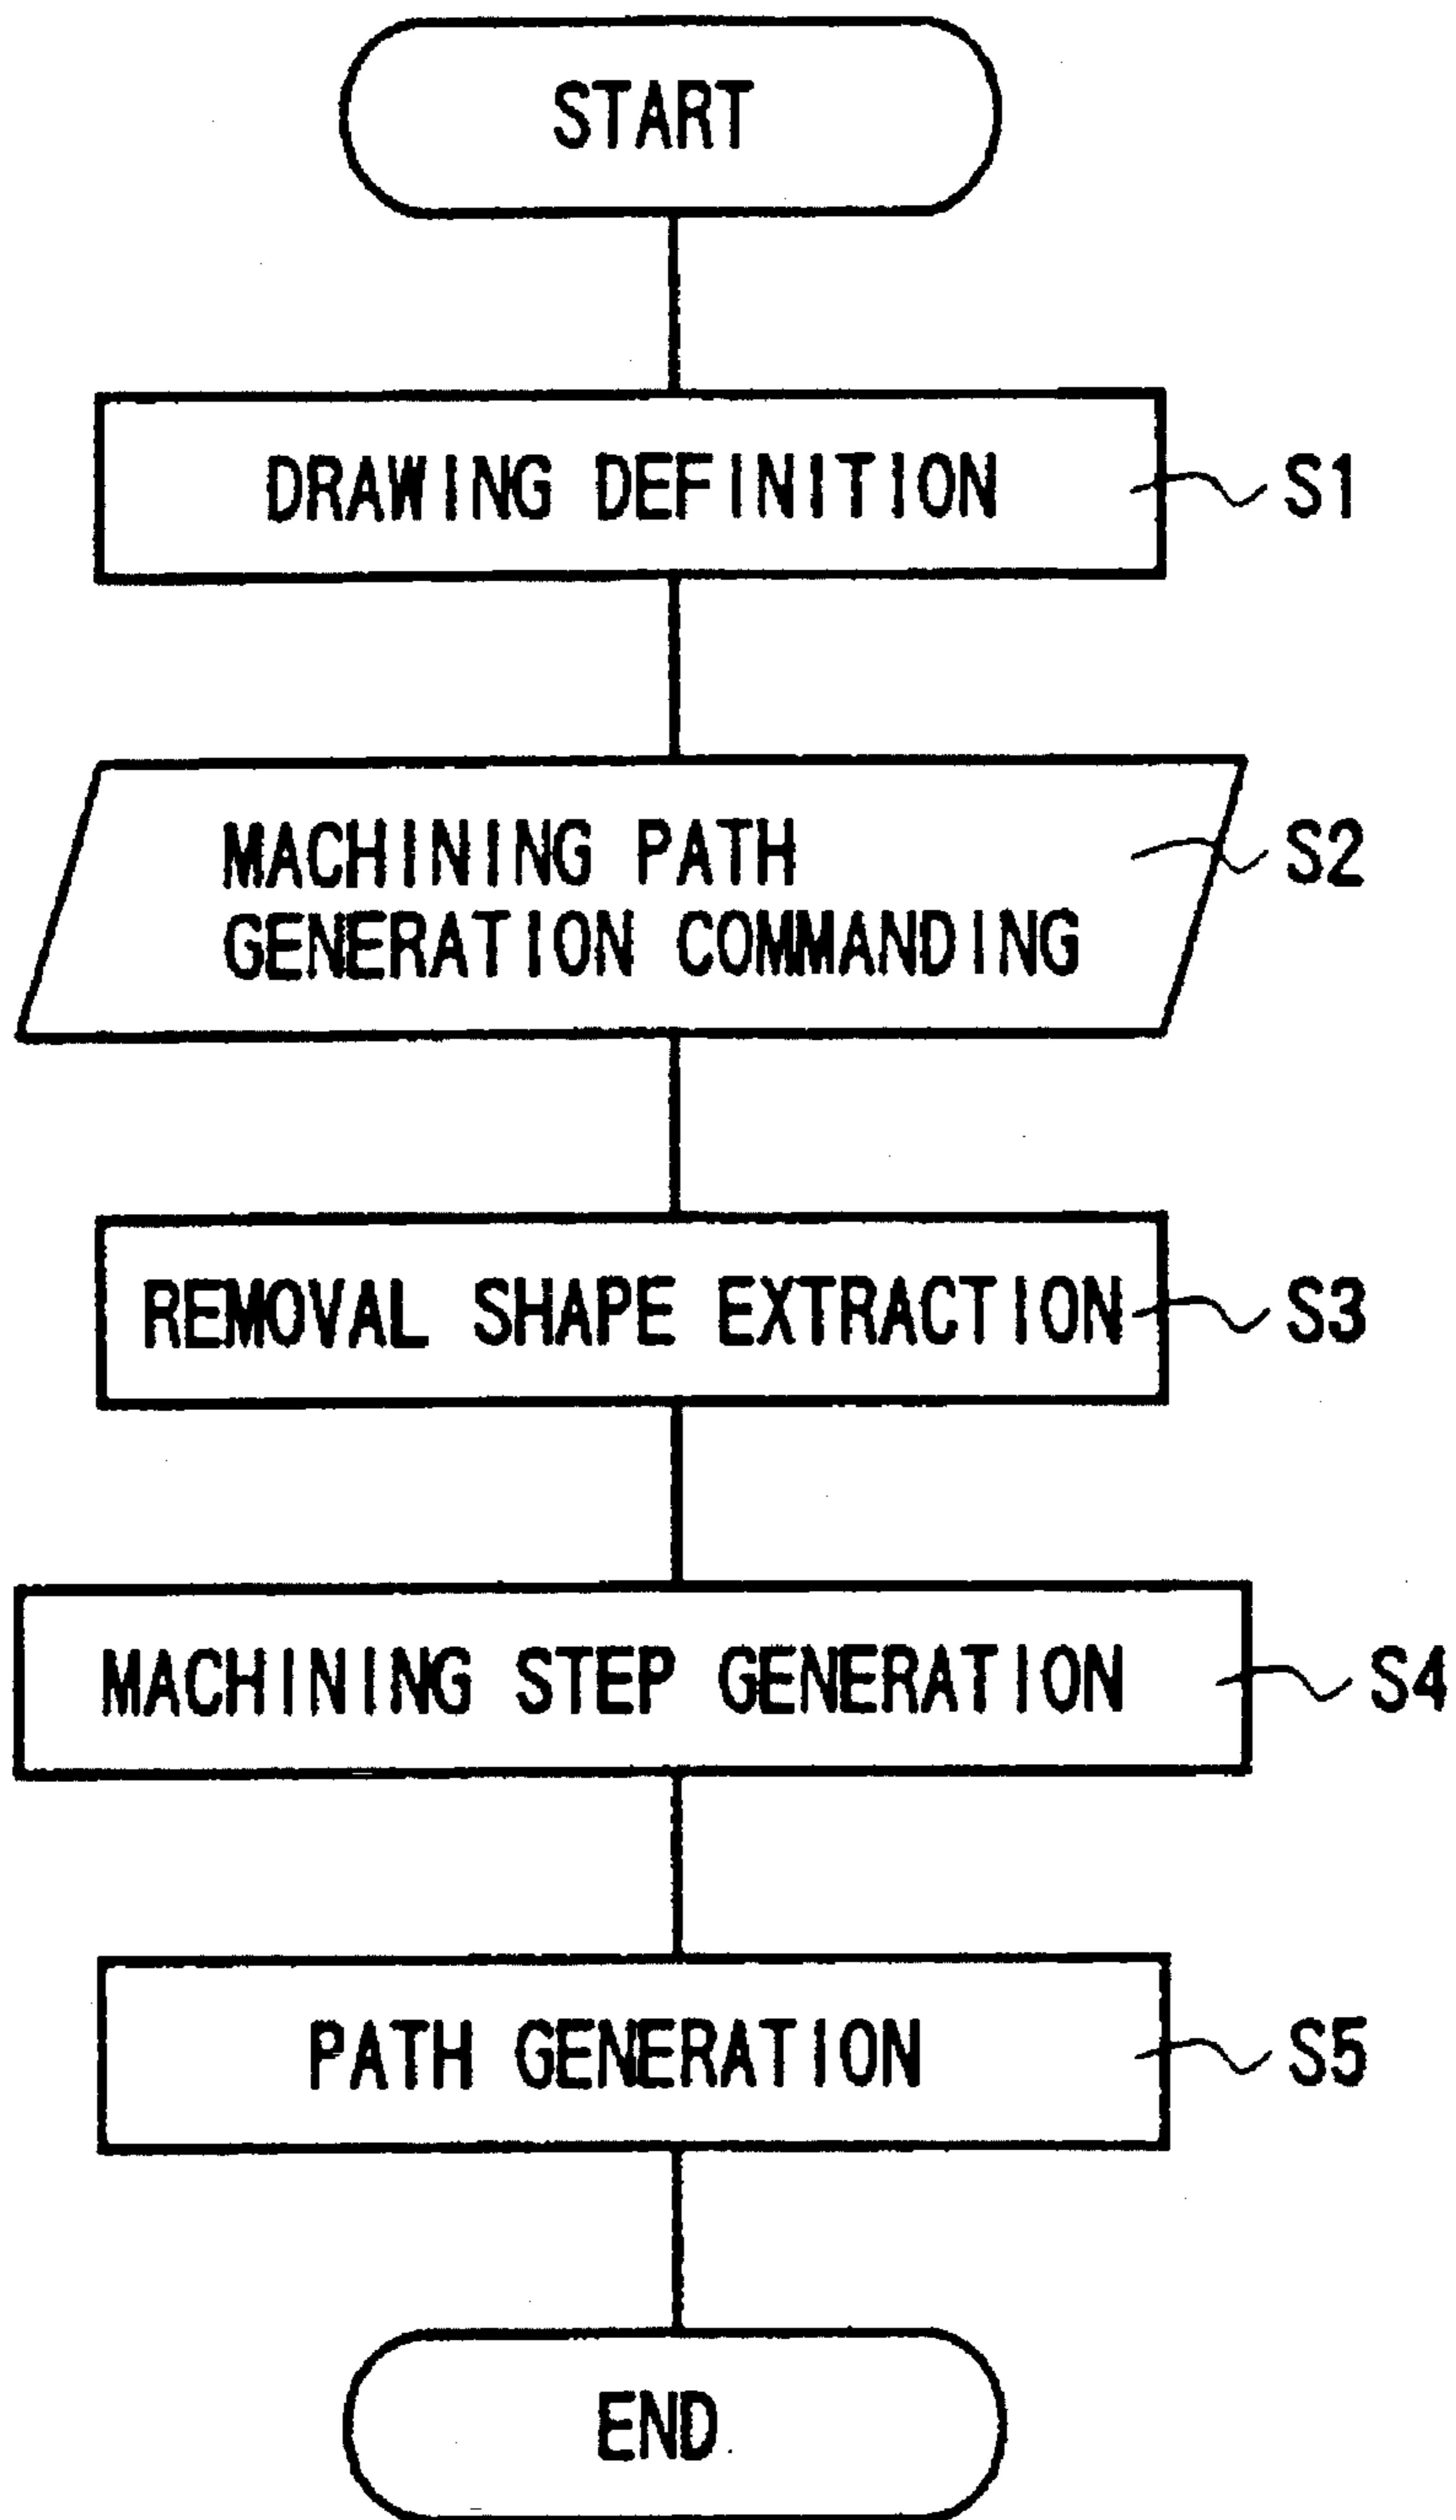 START
DRAWING DEFINITION
S1
MACHINING PATH
GENERATION COMMANDING
S2
REMOVAL SHAPE EXTRACTION
S3
MACHINING STEP GENERATION
S4
PATH GENERATION
S5
END